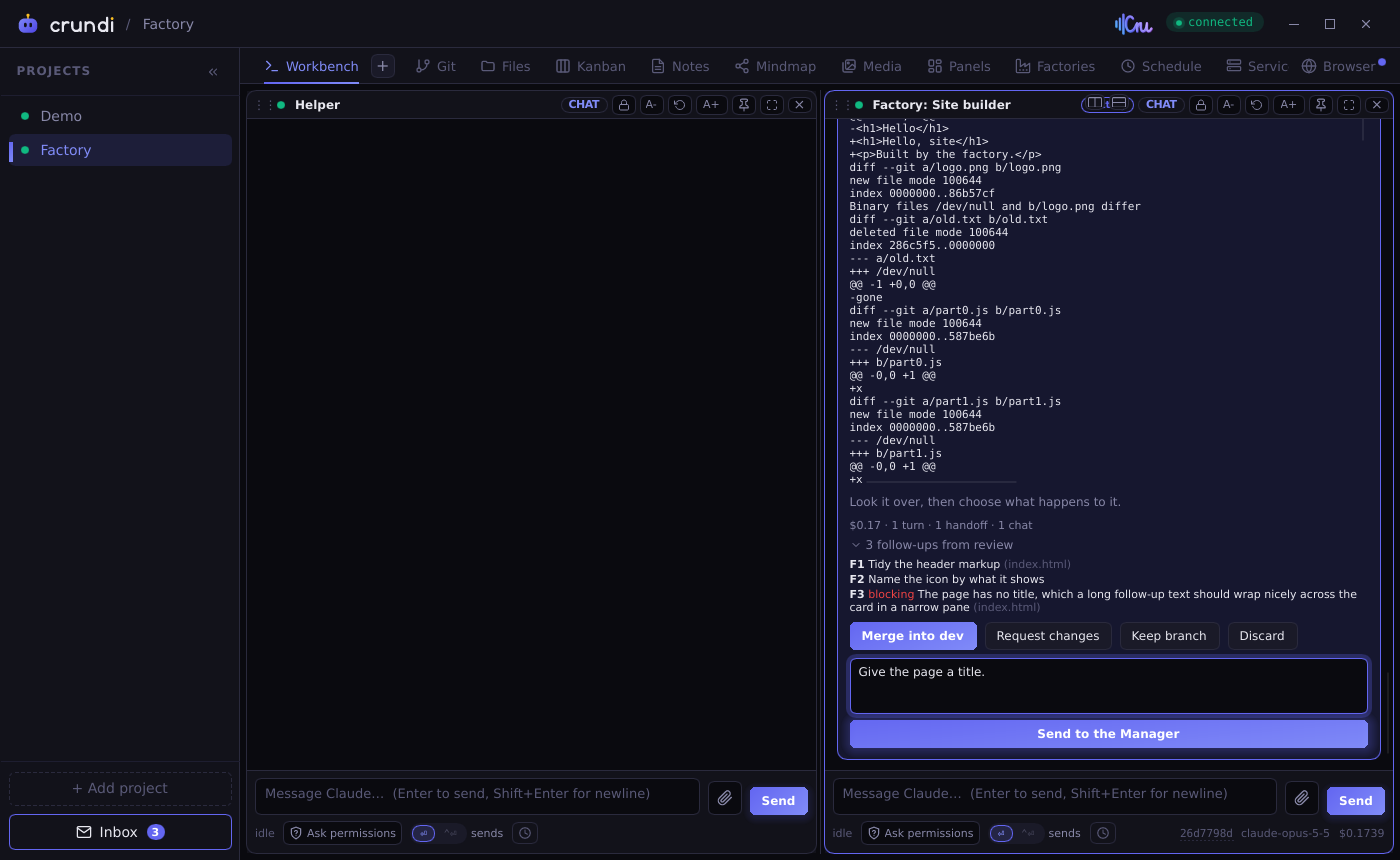 crundi / Factory
Cru
connected
PROJECTS «
Demo
Factory
+ Add project
Inbox 3
Workbench + Git Files Kanban Notes Mindmap Media Panels Factories Schedule Servic Browser
Helper CHAT A- A+
Message Claude… (Enter to send, Shift+Enter for newline) Send
idle Ask permissions sends
Factory: Site builder CHAT A- A+
-<h1>Hello</h1>
+<h1>Hello, site</h1>
+<p>Built by the factory.</p>
diff --git a/logo.png b/logo.png
new file mode 100644
index 0000000..86b57cf
Binary files /dev/null and b/logo.png differ
diff --git a/old.txt b/old.txt
deleted file mode 100644
index 286c5f5..0000000
--- a/old.txt
+++ /dev/null
@@ -1 +0,0 @@
-gone
diff --git a/part0.js b/part0.js
new file mode 100644
index 0000000..587be6b
--- /dev/null
+++ b/part0.js
@@ -0,0 +1 @@
+x
diff --git a/part1.js b/part1.js
new file mode 100644
index 0000000..587be6b
--- /dev/null
+++ b/part1.js
@@ -0,0 +1 @@
+x
Look it over, then choose what happens to it.
$0.17 · 1 turn · 1 handoff · 1 chat
3 follow-ups from review
F1 Tidy the header markup (index.html)
F2 Name the icon by what it shows
F3 blocking The page has no title, which a long follow-up text should wrap nicely across the
card in a narrow pane (index.html)
Merge into dev Request changes Keep branch Discard
Give the page a title.
Send to the Manager
Message Claude… (Enter to send, Shift+Enter for newline) Send
idle Ask permissions sends 26d7798d claude-opus-5-5 $0.1739